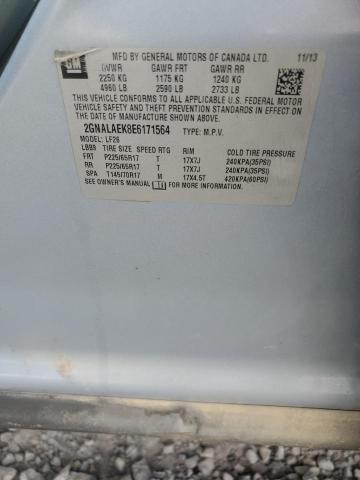 GM
MFD BY GENERAL MOTORS OF CANADA LTD. 11/13
GVWR GAWR FRT GAWR RR
2250 KG 1175 KG 1240 KG
4960 LB 2590 LB 2733 LB
THIS VEHICLE CONFORMS TO ALL APPLICABLE U.S. FEDERAL MOTOR
VEHICLE SAFETY AND THEFT PREVENTION STANDARDS IN EFFECT
ON THE DATE OF MANUFACTURE SHOWN ABOVE.
2GNALAEK8E6171564 TYPE: M.P.V.
MODEL: LF26
LBB9 TIRE SIZE SPEED RTG RIM COLD TIRE PRESSURE
FRT P225/65R17 T 17X7J 240KPA(35PSI)
RR P225/65R17 T 17X7J 240KPA(35PSI)
SPA T145/70R17 M 17X4.5T 420KPA(60PSI)
SEE OWNER'S MANUAL FOR ADDITIONAL INFORMATION.